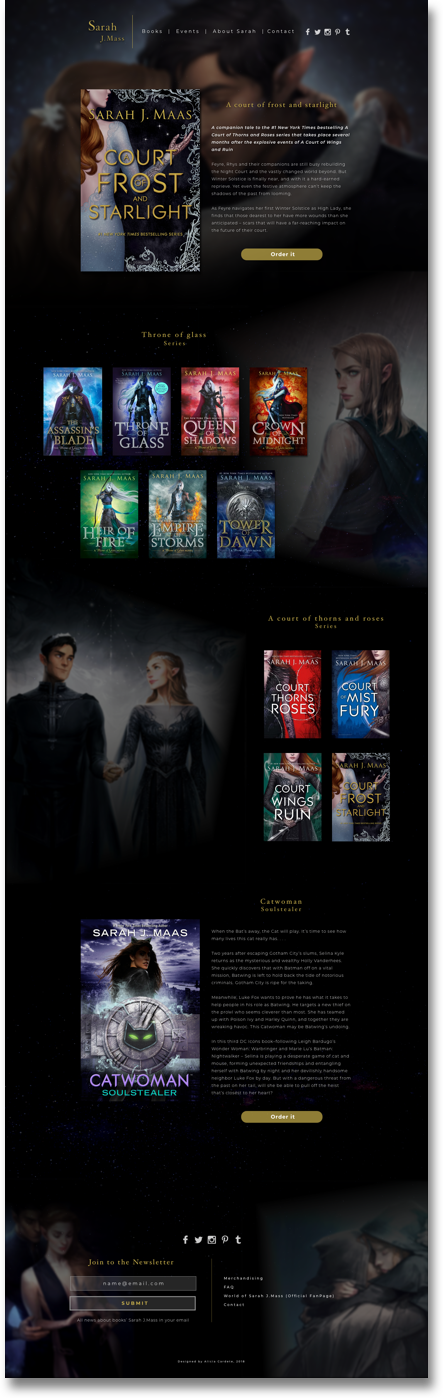 Sarah
J.Mass
Books | Events | About Sarah | Contact
A court of frost and starlight
A companion tale to the #1 New York Times bestselling A
Court of Thorns and Roses series that takes place several
months after the explosive events of A Court of Wings
and Ruin
Feyre, Rhys and their companions are still busy rebuilding
the Night Court and the vastly changed world beyond. But
Winter Solstice is finally near, and with it a hard-earned
reprieve. Yet even the festive atmosphere can't keep the
shadows of the past from looming.
As Feyre navigates her first Winter Solstice as High Lady, she
finds that those dearest to her have more wounds than she
anticipated – scars that will have a far-reaching impact on
the future of their court.
Order it
SARAH J. MAAS
A
COURT
OF
FROST
AND
STARLIGHT
#1 NEW YORK TIMES BESTSELLING SERIES
Throne of glass
Series
SARAH J. MAAS
THE
ASSASSIN'S
BLADE
SARAH J. MAAS
THRONE
OF
GLASS
SARAH J. MAAS
QUEEN
OF
SHADOWS
SARAH J. MAAS
CROWN
OF
MIDNIGHT
SARAH J. MAAS
HEIR OF
FIRE
SARAH J. MAAS
EMPIRE
OF
STORMS
SARAH J. MAAS
TOWER
OF
DAWN
A court of thorns and roses
Series
SARAH J. MAAS
A
COURT
OF
THORNS
AND
ROSES
SARAH J. MAAS
A
COURT
OF
MIST
AND
FURY
SARAH J. MAAS
A
COURT
OF
WINGS
AND
RUIN
SARAH J. MAAS
A
COURT
OF
FROST
AND
STARLIGHT
Catwoman
Soulstealer
SARAH J. MAAS
CATWOMAN
SOULSTEALER
When the Bat's away, the Cat will play. It's time to see how
many lives this cat really has. . . .
Two years after escaping Gotham City's slums, Selina Kyle
returns as the mysterious and wealthy Holly Vanderhees.
She quickly discovers that with Batman off on a vital
mission, Batwing is left to hold back the tide of notorious
criminals. Gotham City is ripe for the taking.
Meanwhile, Luke Fox wants to prove he has what it takes to
help people in his role as Batwing. He targets a new thief on
the prowl who seems cleverer than most. She has teamed
up with Poison Ivy and Harley Quinn, and together they are
wreaking havoc. This Catwoman may be Batwing's undoing.
In this third DC Icons book-following Leigh Bardugo's
Wonder Woman: Warbringer and Marie Lu's Batman:
Nightwalker – Selina is playing a desperate game of cat and
mouse, forming unexpected friendships and entangling
herself with Batwing by night and her devilishly handsome
neighbor Luke Fox by day. But with a dangerous threat from
the past on her tail, will she be able to pull off the heist
that's closest to her heart?
Order it
Join to the Newsletter
name@email.com
SUBMIT
All news about books Sarah J.Mass in your email
Merchandising
FAQ
World of Sarah J.Mass (Official FanPage)
Contact